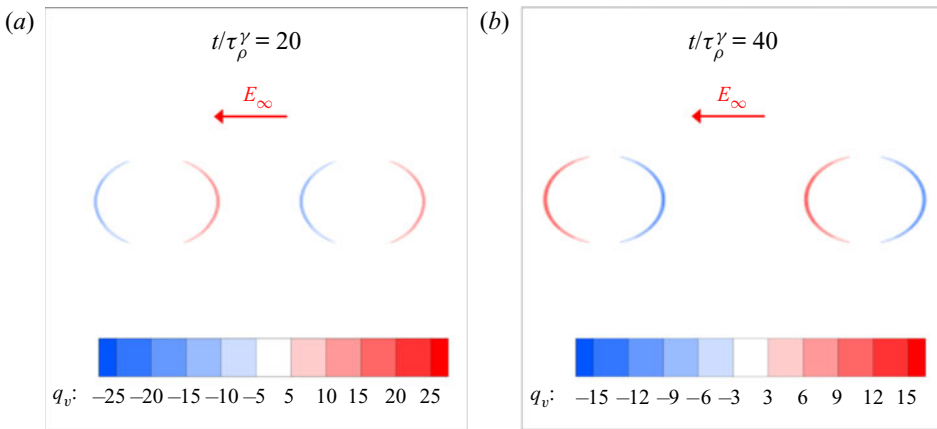 (a)
t/τ_ρ^γ = 20
E_∞
q_v: –25 –20 –15 –10 –5 5 10 15 20 25
(b)
t/τ_ρ^γ = 40
E_∞
q_v: –15 –12 –9 –6 –3 3 6 9 12 15